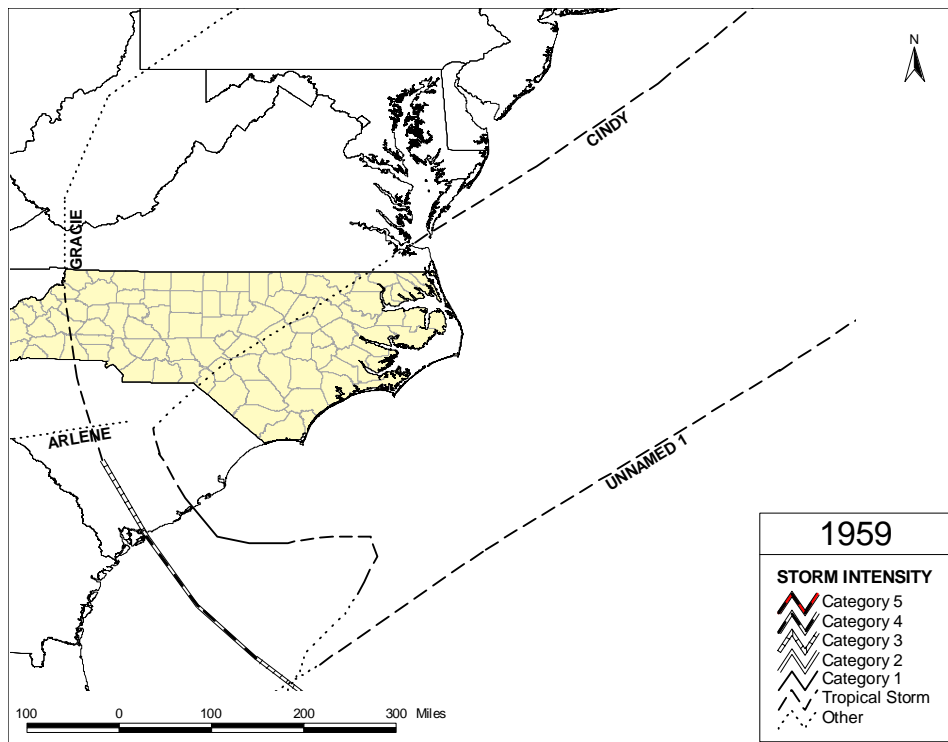 N
CINDY
GRACIE
ARLENE
UNNAMED 1
1959
STORM INTENSITY
Category 5
Category 4
Category 3
Category 2
Category 1
Tropical Storm
Other
100 0 100 200 300 Miles